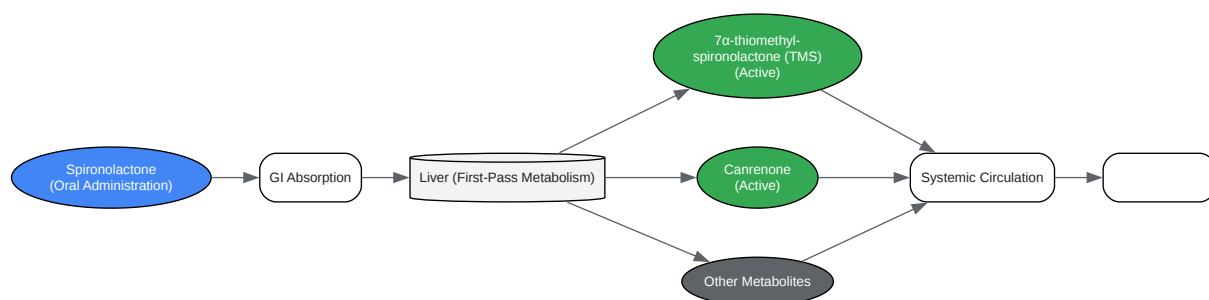 Spironolactone
(Oral Administration)
GI Absorption
Liver (First-Pass Metabolism)
7α-thiomethyl-
spironolactone (TMS)
(Active)
Canrenone
(Active)
Other Metabolites
Systemic Circulation